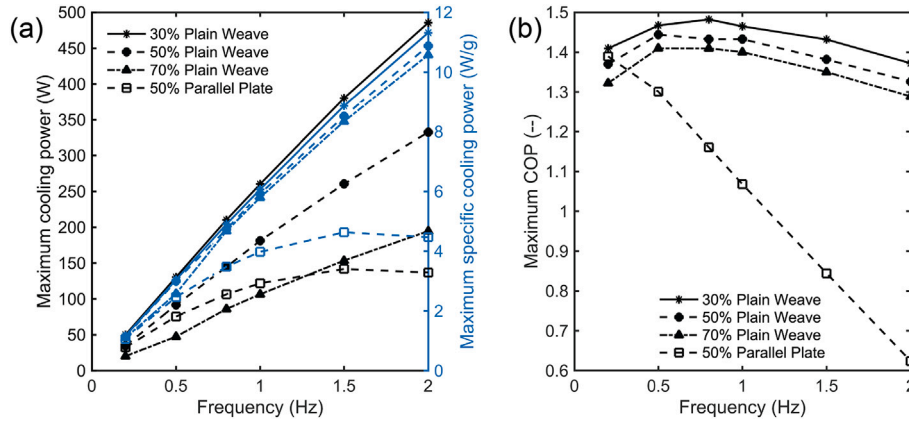 (a)
Maximum cooling power (W)
500
450
400
350
300
250
200
150
100
50
0
30% Plain Weave
50% Plain Weave
70% Plain Weave
50% Parallel Plate
12
10
8
6
4
2
0
Maximum specific cooling power (W/g)
0 0.5 1 1.5 2
Frequency (Hz)
(b)
Maximum COP (--)
1.5
1.4
1.3
1.2
1.1
1
0.9
0.8
0.7
0.6
30% Plain Weave
50% Plain Weave
70% Plain Weave
50% Parallel Plate
0 0.5 1 1.5 2
Frequency (Hz)